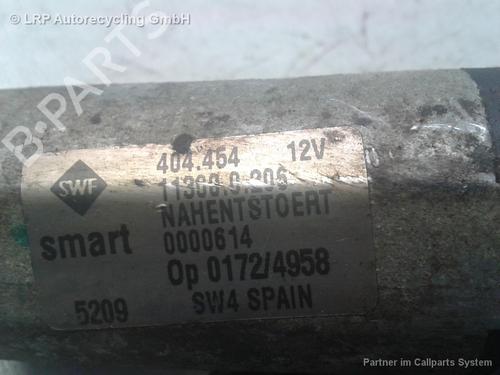 © LRP Autorecycling GmbH
B-PARTS
404.454 12V
SWF
NAHENTSTOERT
smart 0000614
Op 0172/4958
5209 SW4 SPAIN
Partner im Callparts System